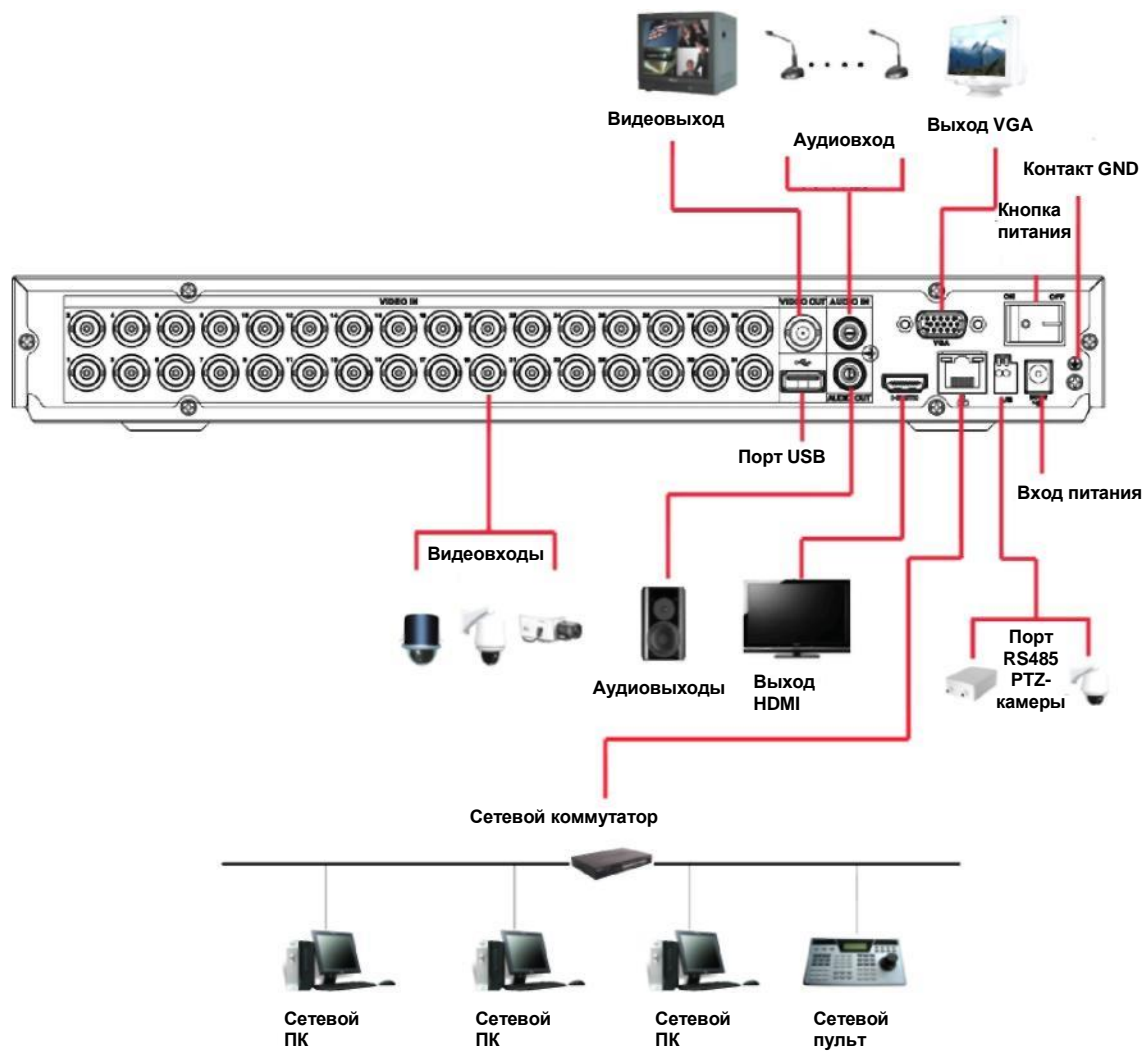 Видеовыход
Аудиовход
Выход VGA
Контакт GND
Кнопка
питания
VIDEO IN
VIDEO OUT
AUDIO IN
ON
OFF
VGA
AUDIO OUT
Порт USB
Вход питания
Видеовходы
Аудиовыходы
Выход
HDMI
Порт
RS485
PTZ-
камеры
Сетевой коммутатор
Сетевой
ПК
Сетевой
ПК
Сетевой
ПК
Сетевой
пульт